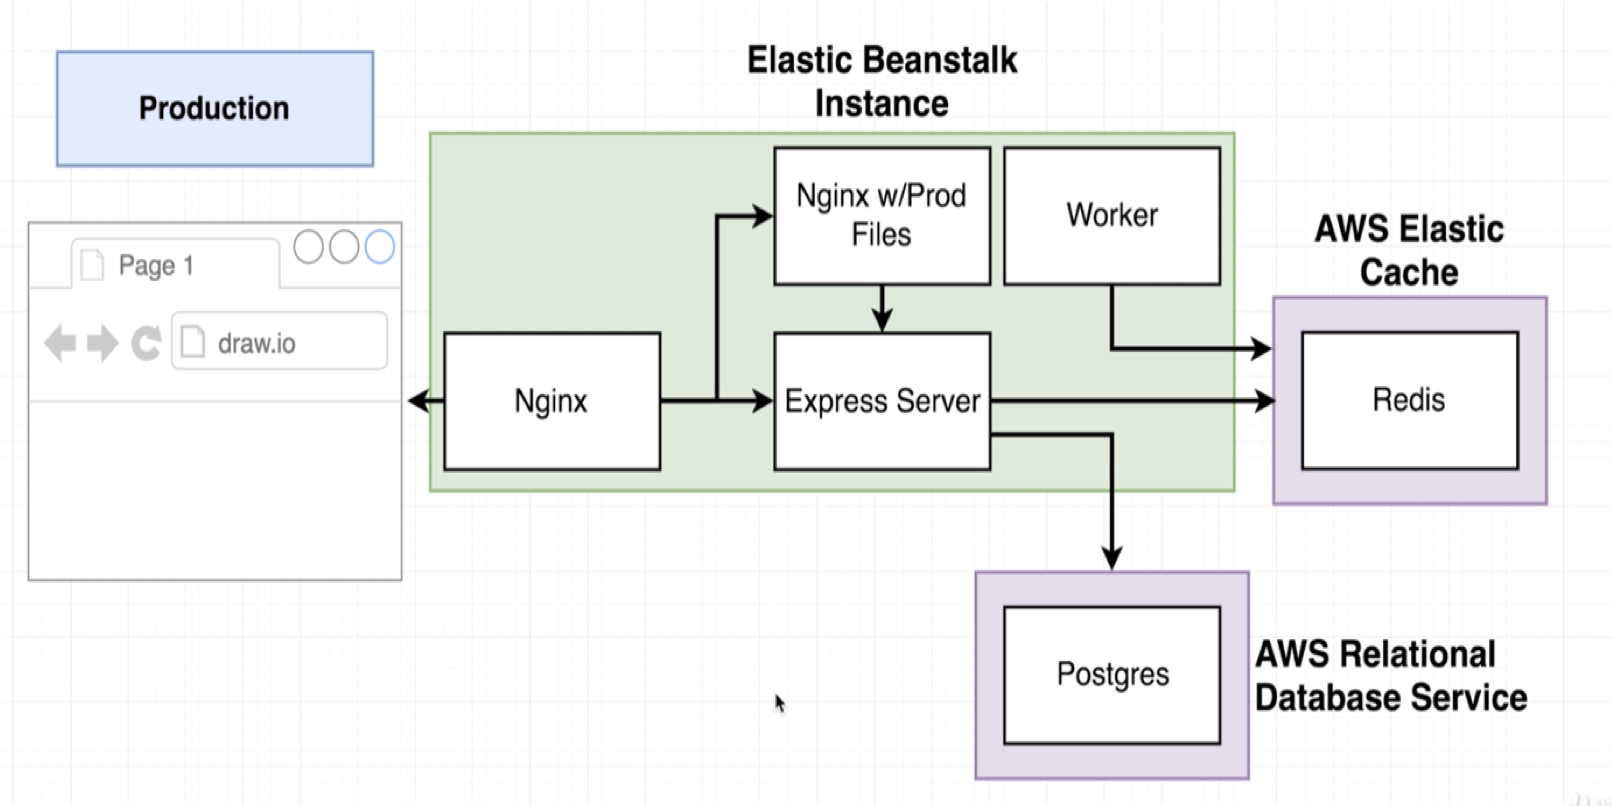 Elastic Beanstalk
Instance
Production
Nginx w/Prod
Files
Worker
AWS Elastic
Cache
Page 1
draw.io
Nginx
Express Server
Redis
Postgres
AWS Relational
Database Service